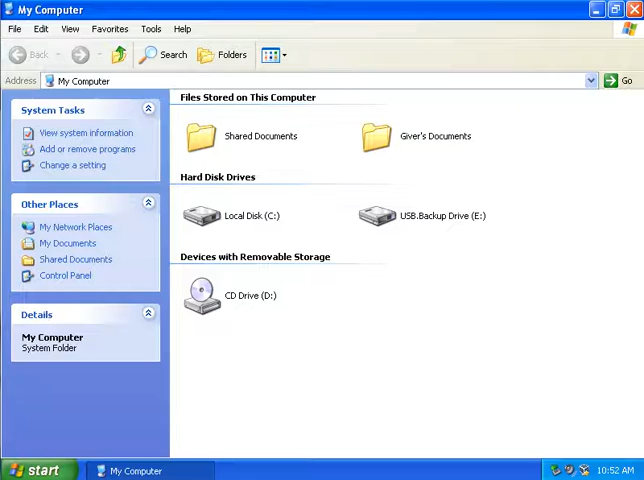 My Computer
File Edit View Favorites Tools Help
Back Search Folders
Address My Computer Go
System Tasks
View system information
Add or remove programs
Change a setting
Other Places
My Network Places
My Documents
Shared Documents
Control Panel
Details
My Computer
System Folder
Files Stored on This Computer
Shared Documents Giver's Documents
Hard Disk Drives
Local Disk (C:) USB.Backup Drive (E:)
Devices with Removable Storage
CD Drive (D:)
start My Computer 10:52 AM